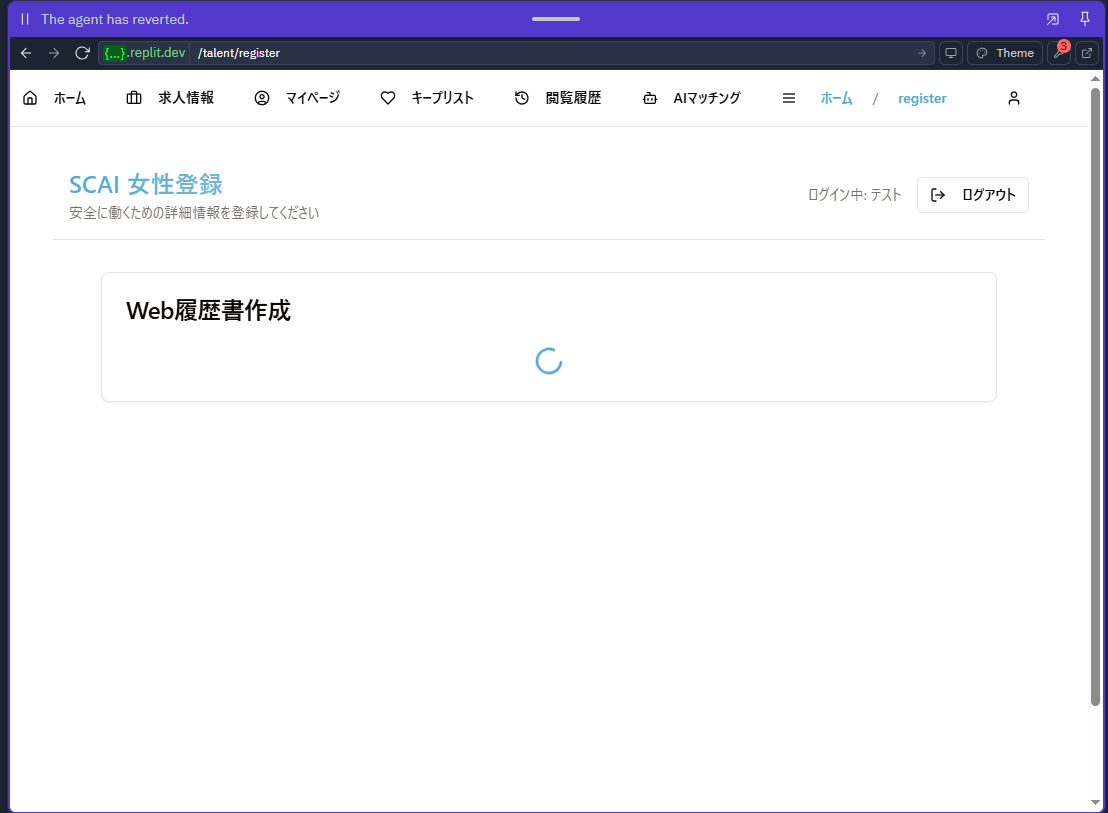 The agent has reverted.
{...}.replit.dev /talent/register Theme 3
ホーム 求人情報 マイページ キープリスト 閲覧履歴 AIマッチング ホーム / register
SCAI 女性登録
安全に働くための詳細情報を登録してください
ログイン中: テスト ログアウト
Web履歴書作成